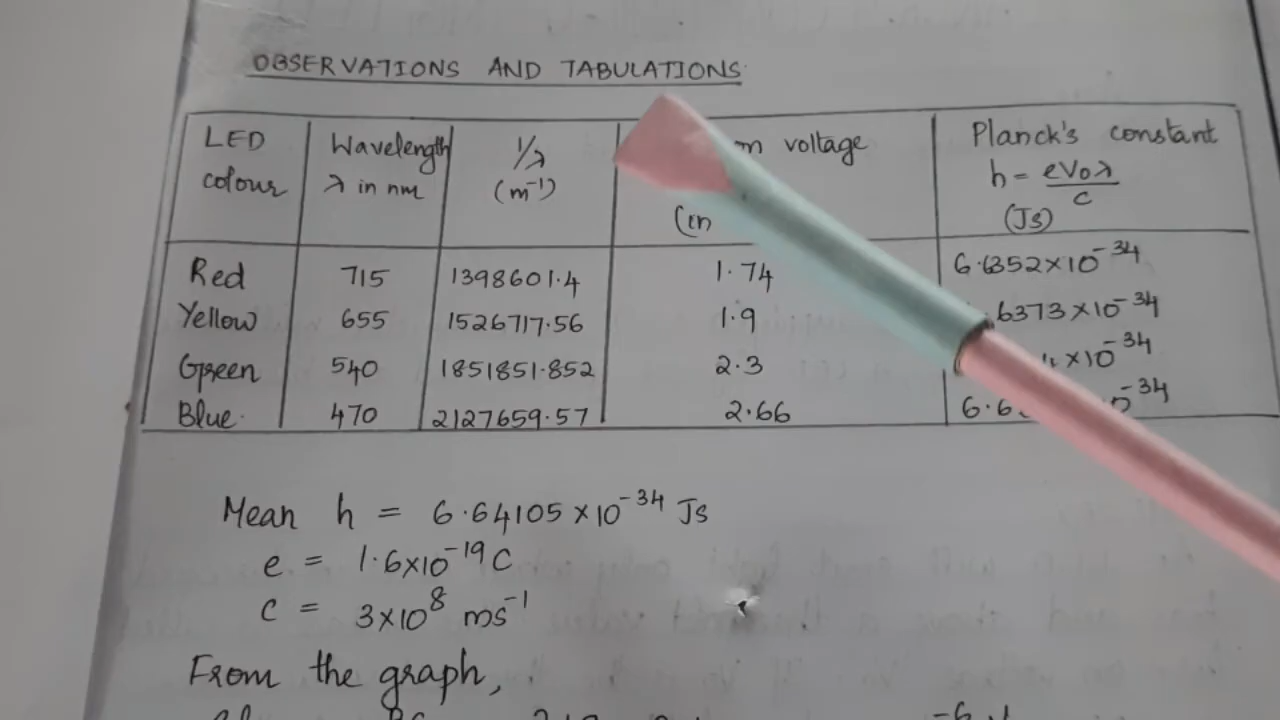 OBSERVATIONS AND TABULATIONS
LED colour Wavelength λ in nm 1/λ (m⁻¹) voltage (in Planck's constant h = eV₀λ/c (Js)
Red 715 1398601.4 1.74 6.6352×10⁻³⁴
Yellow 655 1526717.56 1.9 .6373×10⁻³⁴
Green 540 1851851.852 2.3 ×10⁻³⁴
Blue. 470 2127659.57 2.66
Mean h = 6.64105×10⁻³⁴ Js
e = 1.6×10⁻¹⁹C
c = 3×10⁸ ms⁻¹
From the graph,